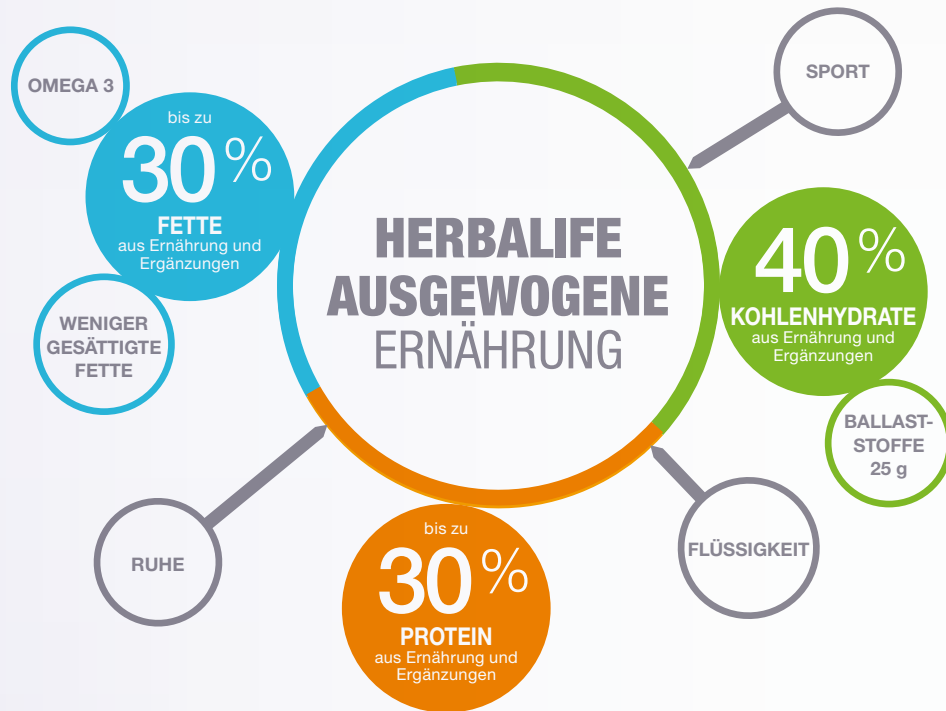 OMEGA 3
bis zu
30 %
FETTE
aus Ernährung und
Ergänzungen
WENIGER
GESÄTTIGTE
FETTE
HERBALIFE
AUSGEWOGENE
ERNÄHRUNG
SPORT
40 %
KOHLENHYDRATE
aus Ernährung und
Ergänzungen
BALLAST-
STOFFE
25 g
RUHE
bis zu
30 %
PROTEIN
aus Ernährung und
Ergänzungen
FLÜSSIGKEIT